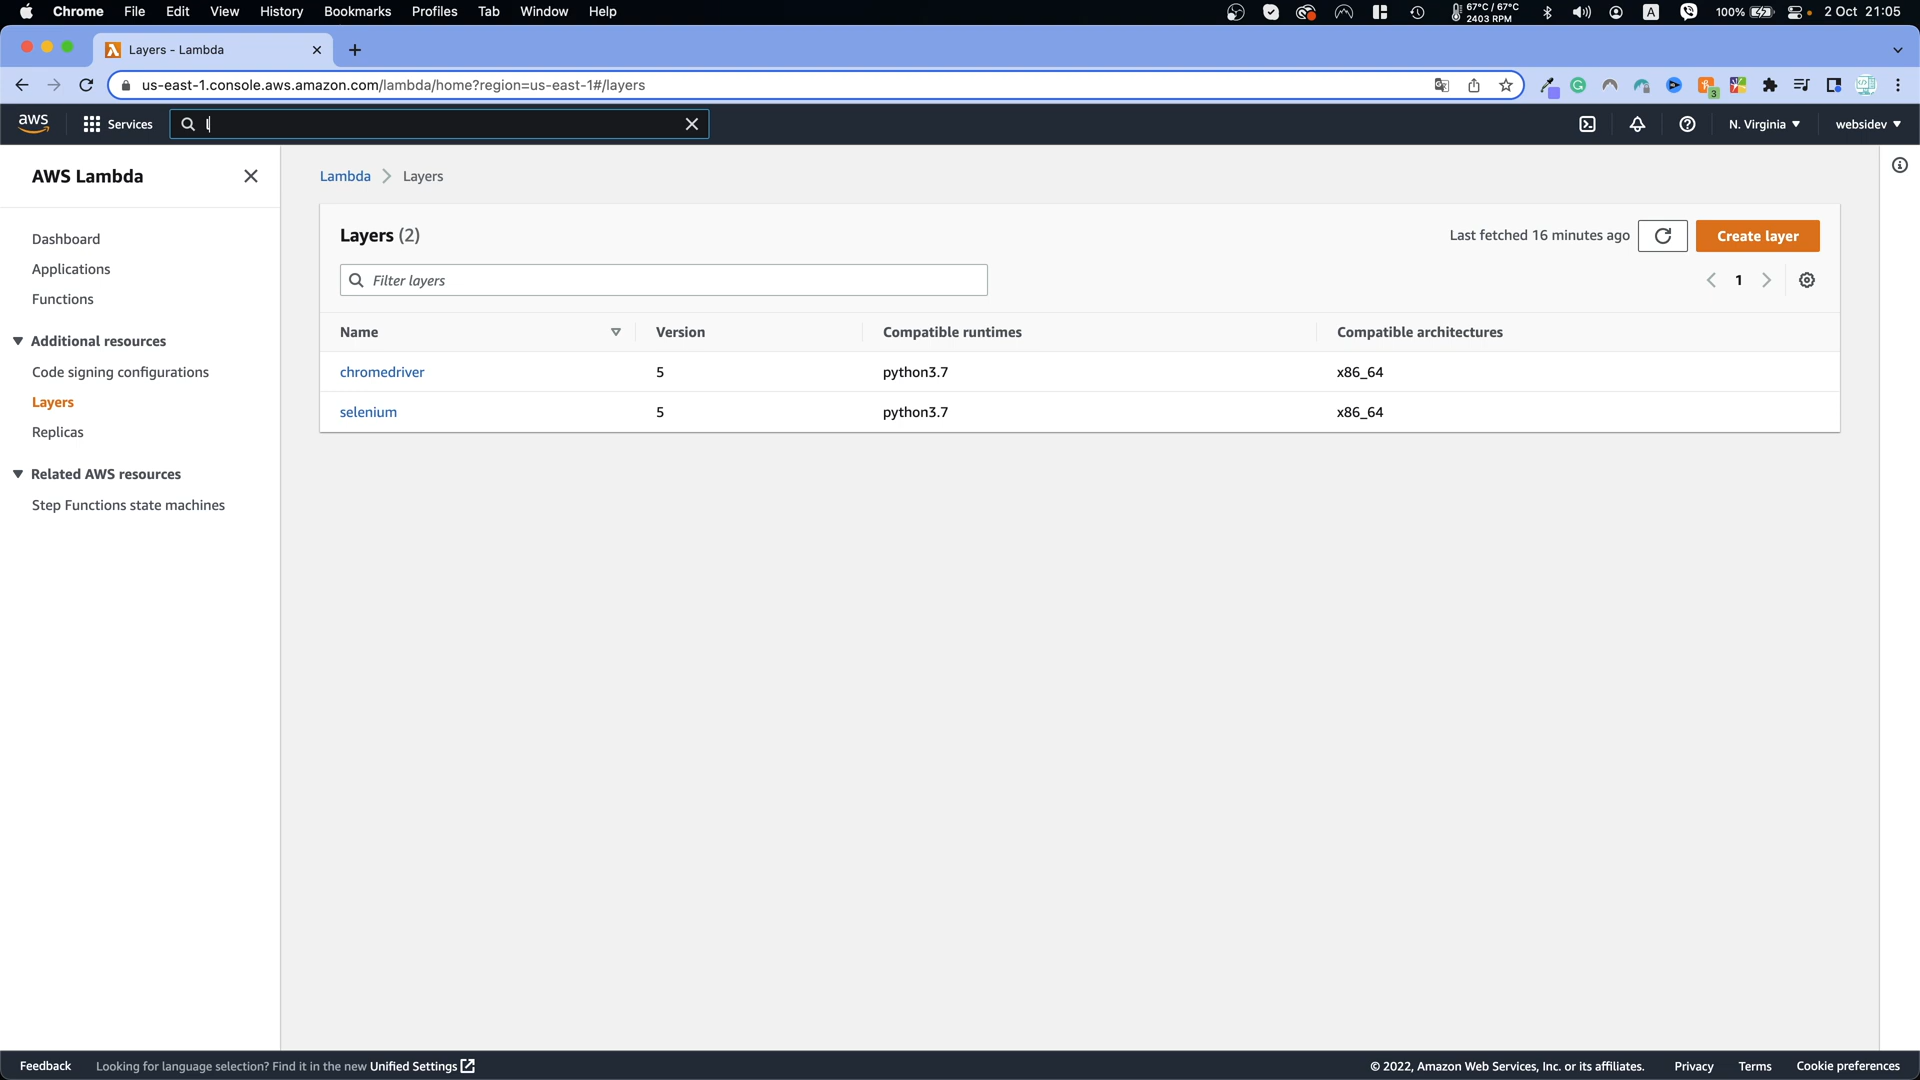 Chrome File Edit View History Bookmarks Profiles Tab Window Help
67°C / 67°C
2403 RPM
A
100%
2 Oct 21:05
Layers - Lambda
us-east-1.console.aws.amazon.com/lambda/home?region=us-east-1#/layers
3
aws
Services
l
N. Virginia
websidev
AWS Lambda
Dashboard
Applications
Functions
Additional resources
Code signing configurations
Layers
Replicas
Related AWS resources
Step Functions state machines
Lambda Layers
Layers (2)
Last fetched 16 minutes ago
Create layer
Filter layers
1
Name Version Compatible runtimes Compatible architectures
chromedriver 5 python3.7 x86_64
selenium 5 python3.7 x86_64
Feedback Looking for language selection? Find it in the new Unified Settings
© 2022, Amazon Web Services, Inc. or its affiliates. Privacy Terms Cookie preferences